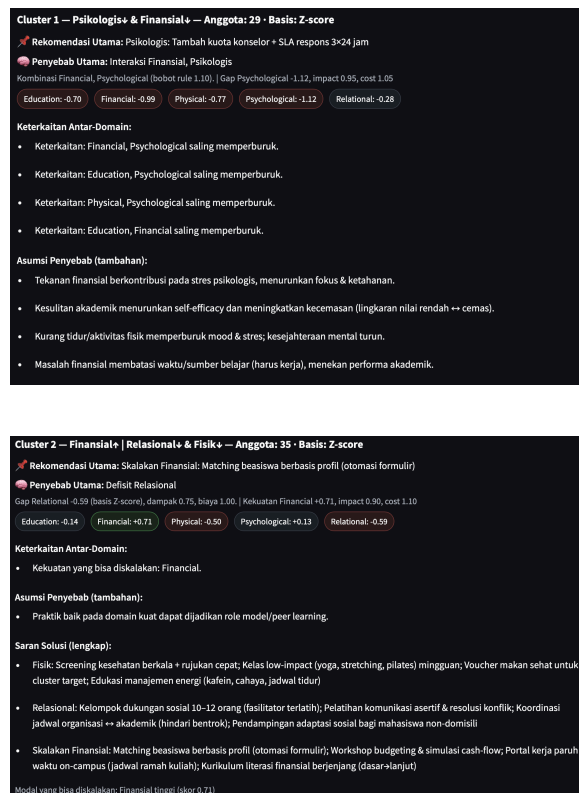 Cluster 1 — Psikologis↓ & Finansial↓ — Anggota: 29 · Basis: Z-score
📌 Rekomendasi Utama: Psikologis: Tambah kuota konselor + SLA respons 3×24 jam
🧠 Penyebab Utama: Interaksi Finansial, Psikologis
Kombinasi Financial, Psychological (bobot rule 1.10). | Gap Psychological -1.12, impact 0.95, cost 1.05
Education: -0.70 Financial: -0.99 Physical: -0.77 Psychological: -1.12 Relational: -0.28
Keterkaitan Antar-Domain:
• Keterkaitan: Financial, Psychological saling memperburuk.
• Keterkaitan: Education, Psychological saling memperburuk.
• Keterkaitan: Physical, Psychological saling memperburuk.
• Keterkaitan: Education, Financial saling memperburuk.
Asumsi Penyebab (tambahan):
• Tekanan finansial berkontribusi pada stres psikologis, menurunkan fokus & ketahanan.
• Kesulitan akademik menurunkan self-efficacy dan meningkatkan kecemasan (lingkaran nilai rendah ↔ cemas).
• Kurang tidur/aktivitas fisik memperburuk mood & stres; kesejahteraan mental turun.
• Masalah finansial membatasi waktu/sumber belajar (harus kerja), menekan performa akademik.
Cluster 2 — Finansial↑ | Relasional↓ & Fisik↓ — Anggota: 35 · Basis: Z-score
📌 Rekomendasi Utama: Skalakan Finansial: Matching beasiswa berbasis profil (otomasi formulir)
🧠 Penyebab Utama: Defisit Relasional
Gap Relational -0.59 (basis Z-score), dampak 0.75, biaya 1.00. | Kekuatan Financial +0.71, impact 0.90, cost 1.10
Education: -0.14 Financial: +0.71 Physical: -0.50 Psychological: +0.13 Relational: -0.59
Keterkaitan Antar-Domain:
• Kekuatan yang bisa diskalakan: Financial.
Asumsi Penyebab (tambahan):
• Praktik baik pada domain kuat dapat dijadikan role model/peer learning.
Saran Solusi (lengkap):
• Fisik: Screening kesehatan berkala + rujukan cepat; Kelas low-impact (yoga, stretching, pilates) mingguan; Voucher makan sehat untuk
cluster target; Edukasi manajemen energi (kafein, cahaya, jadwal tidur)
• Relasional: Kelompok dukungan sosial 10–12 orang (fasilitator terlatih); Pelatihan komunikasi asertif & resolusi konflik; Koordinasi
jadwal organisasi ↔ akademik (hindari bentrok); Pendampingan adaptasi sosial bagi mahasiswa non-domisili
• Skalakan Finansial: Matching beasiswa berbasis profil (otomasi formulir); Workshop budgeting & simulasi cash-flow; Portal kerja paruh
waktu on-campus (jadwal ramah kuliah); Kurikulum literasi finansial berjenjang (dasar→lanjut)
Modal yang bisa diskalakan: Finansial tinggi (skor 0.71)